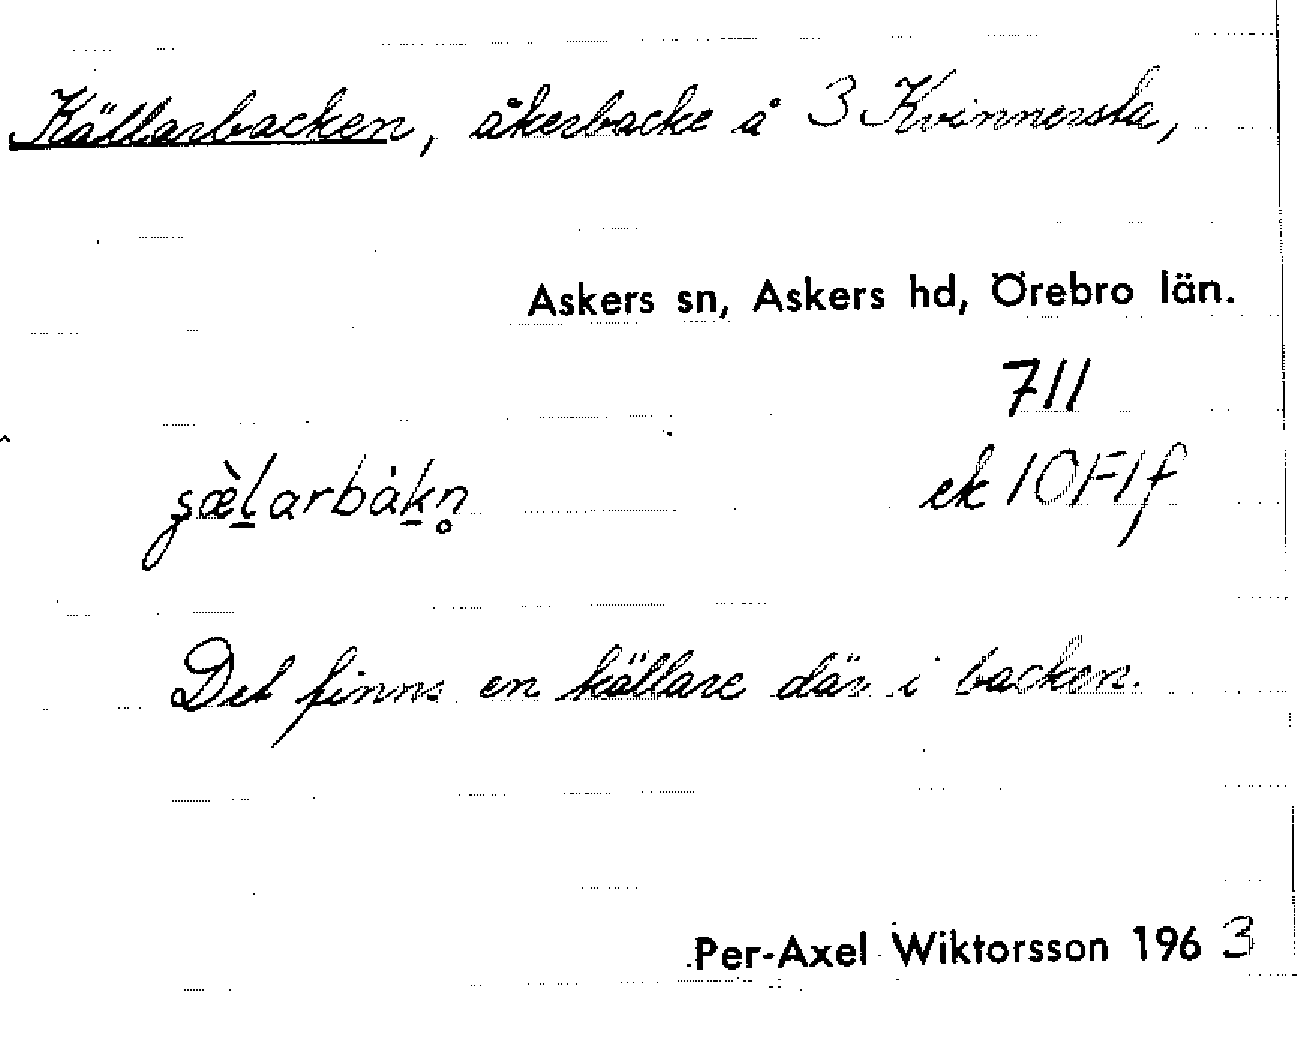 Källarbacken, åkerbacke å 3 Kvinnersta,
Askers sn, Askers hd, Örebro län.
711
ek 10F1f
Det finns en källare där i backen.
Per-Axel Wiktorsson 1963